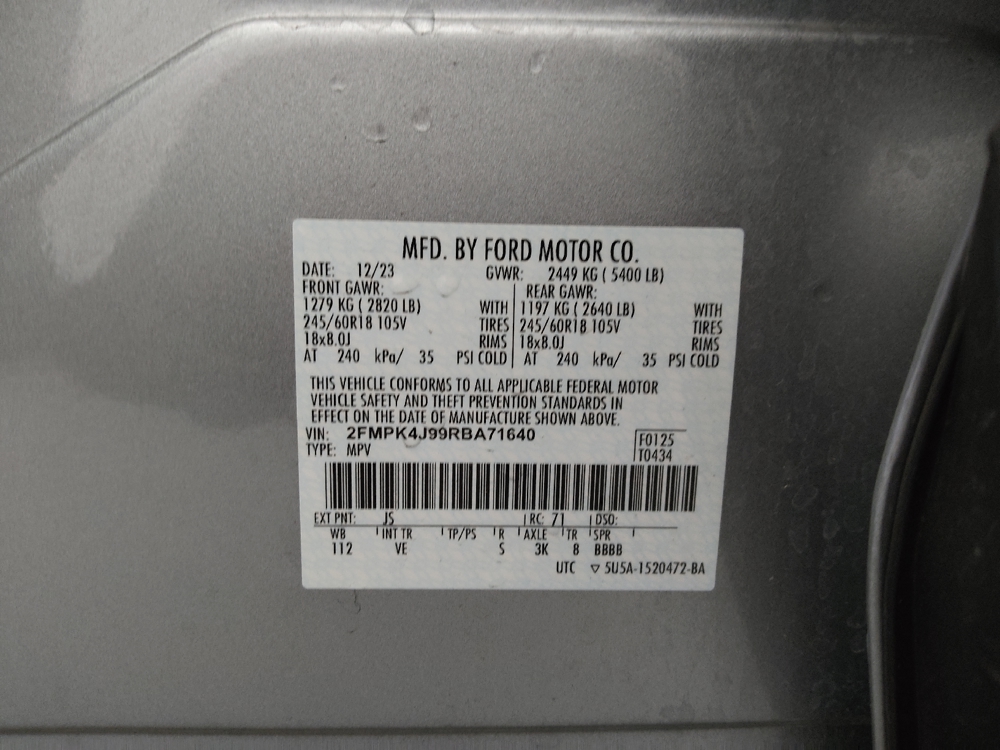 MFD. BY FORD MOTOR CO.
DATE: 12/23 GVWR: 2449 KG ( 5400 LB)
FRONT GAWR: REAR GAWR:
1279 KG ( 2820 LB) WITH 1197 KG ( 2640 LB) WITH
245/60R18 105V TIRES 245/60R18 105V TIRES
18x8.0J RIMS 18x8.0J RIMS
AT 240 kPa/ 35 PSI COLD AT 240 kPa/ 35 PSI COLD
THIS VEHICLE CONFORMS TO ALL APPLICABLE FEDERAL MOTOR
VEHICLE SAFETY AND THEFT PREVENTION STANDARDS IN
EFFECT ON THE DATE OF MANUFACTURE SHOWN ABOVE.
VIN: 2FMPK4J99RBA71640 F0125
TYPE: MPV T0434
EXT PNT: JS RC: 71 DSO:
WB INT TR TP/PS R AXLE TR SPR
112 VE S 3K 8 BBBB
UTC ▽ 5U5A-1520472-BA